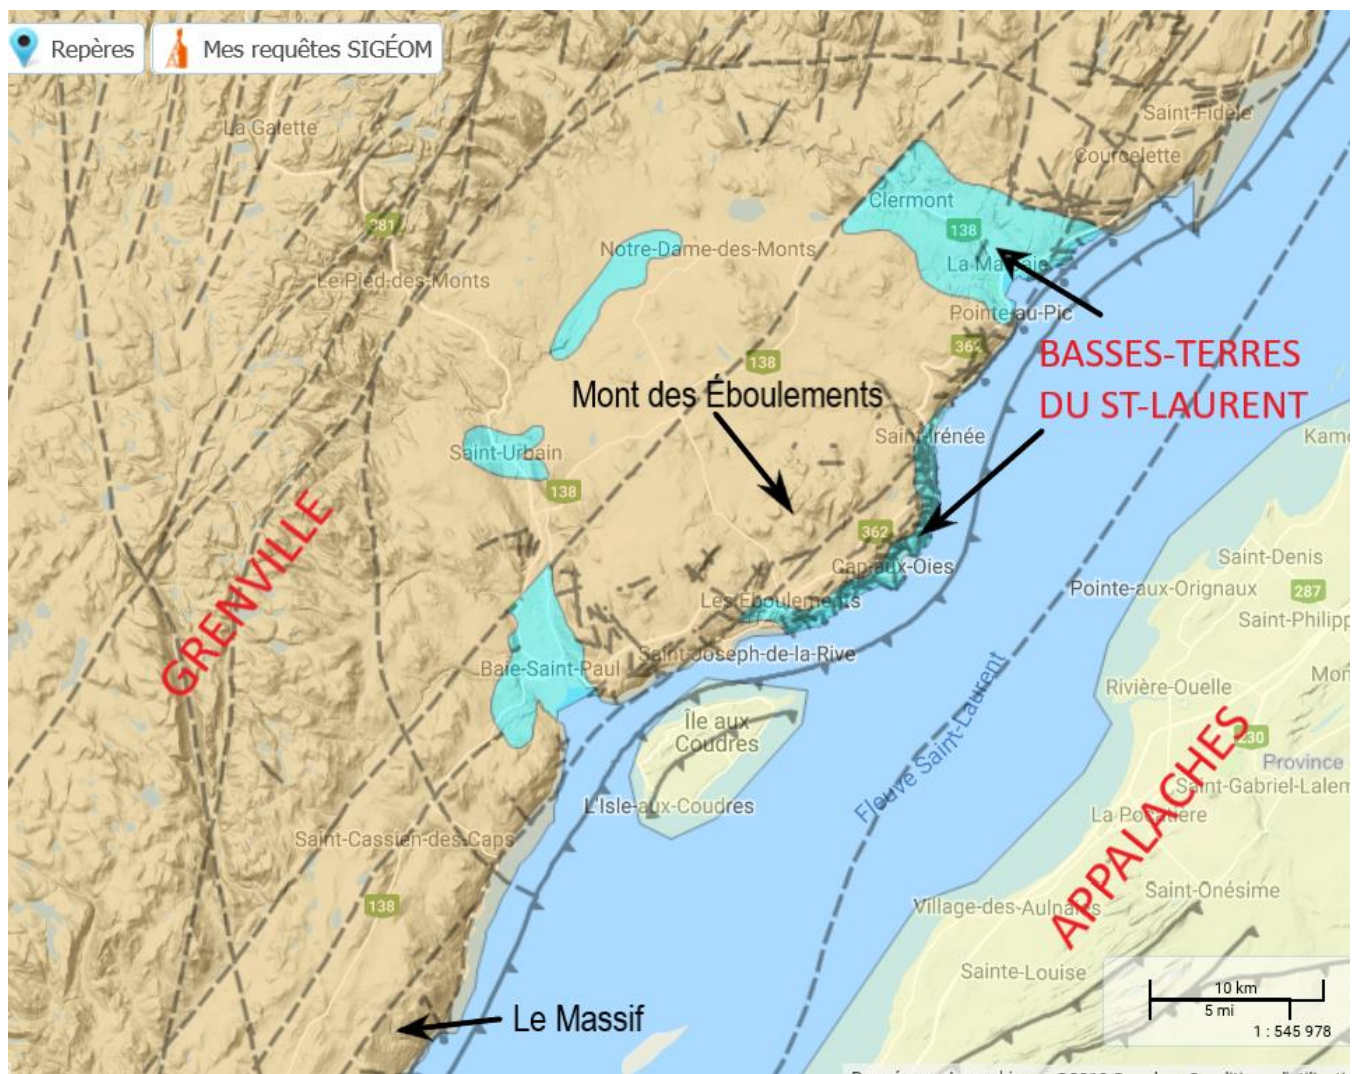 Repères
Mes requêtes SIGÉOM
La Galette
Saint-Fidèle
Courcelette
Clermont
381
138
Notre-Dame-des-Monts
La Malbaie
Le Pied-des-Monts
Pointe-au-Pic
362
138
BASSES-TERRES
DU ST-LAURENT
Mont des Éboulements
Saint-Irénée
Saint-Urbain
138
GRENVILLE
362
Cap-aux-Oies
Saint-Denis
Pointe-aux-Orignaux
287
Les Éboulements
Saint-Philipp
Saint-Joseph-de-la-Rive
Baie-Saint-Paul
Rivière-Ouelle
Île aux
Coudres
230
Province
Fleuve Saint-Laurent
Saint-Gabriel-Lalem
L'Isle-aux-Coudres
La Pocatière
APPALACHES
Saint-Cassien-des-Caps
Saint-Onésime
138
Village-des-Aulnaies
Sainte-Louise
10 km
5 mi
1 : 545 978
Le Massif